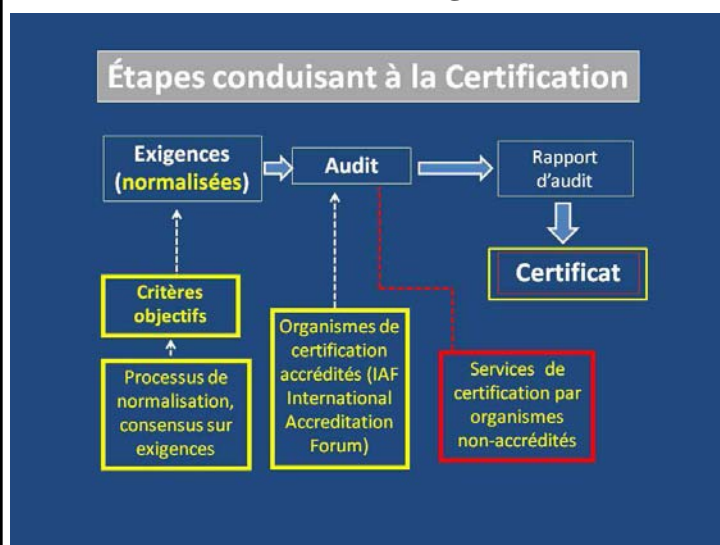 Étapes conduisant à la Certification
Exigences
(normalisées)
Audit
Rapport
d'audit
Certificat
Critères
objectifs
Processus de
normalisation,
consensus sur
exigences
Organismes de
certification
accrédités (IAF
International
Accreditation
Forum)
Services de
certification par
organismes
non-accrédités